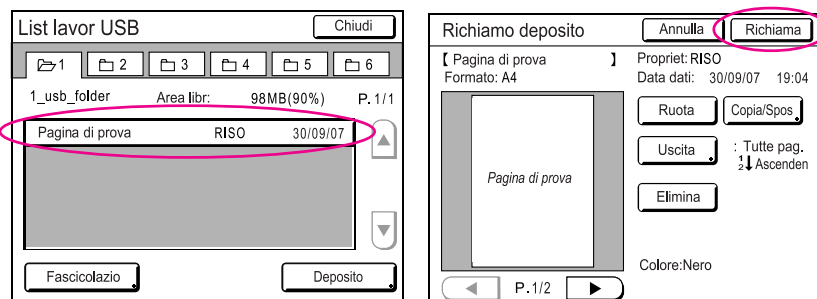 List lavor USB
Chiudi
1
2
3
4
5
6
1_usb_folder Area libr: 98MB(90%) P.1/1
Pagina di prova RISO 30/09/07
Fascicolazio
Deposito
Richiamo deposito
Annulla
Richiama
【 Pagina di prova 】
Formato: A4
Propriet: RISO
Data dati: 30/09/07 19:04
Pagina di prova
Ruota
Copia/Spos
Uscita
: Tutte pag.
1
2 Ascenden
Elimina
Colore:Nero
P.1/2